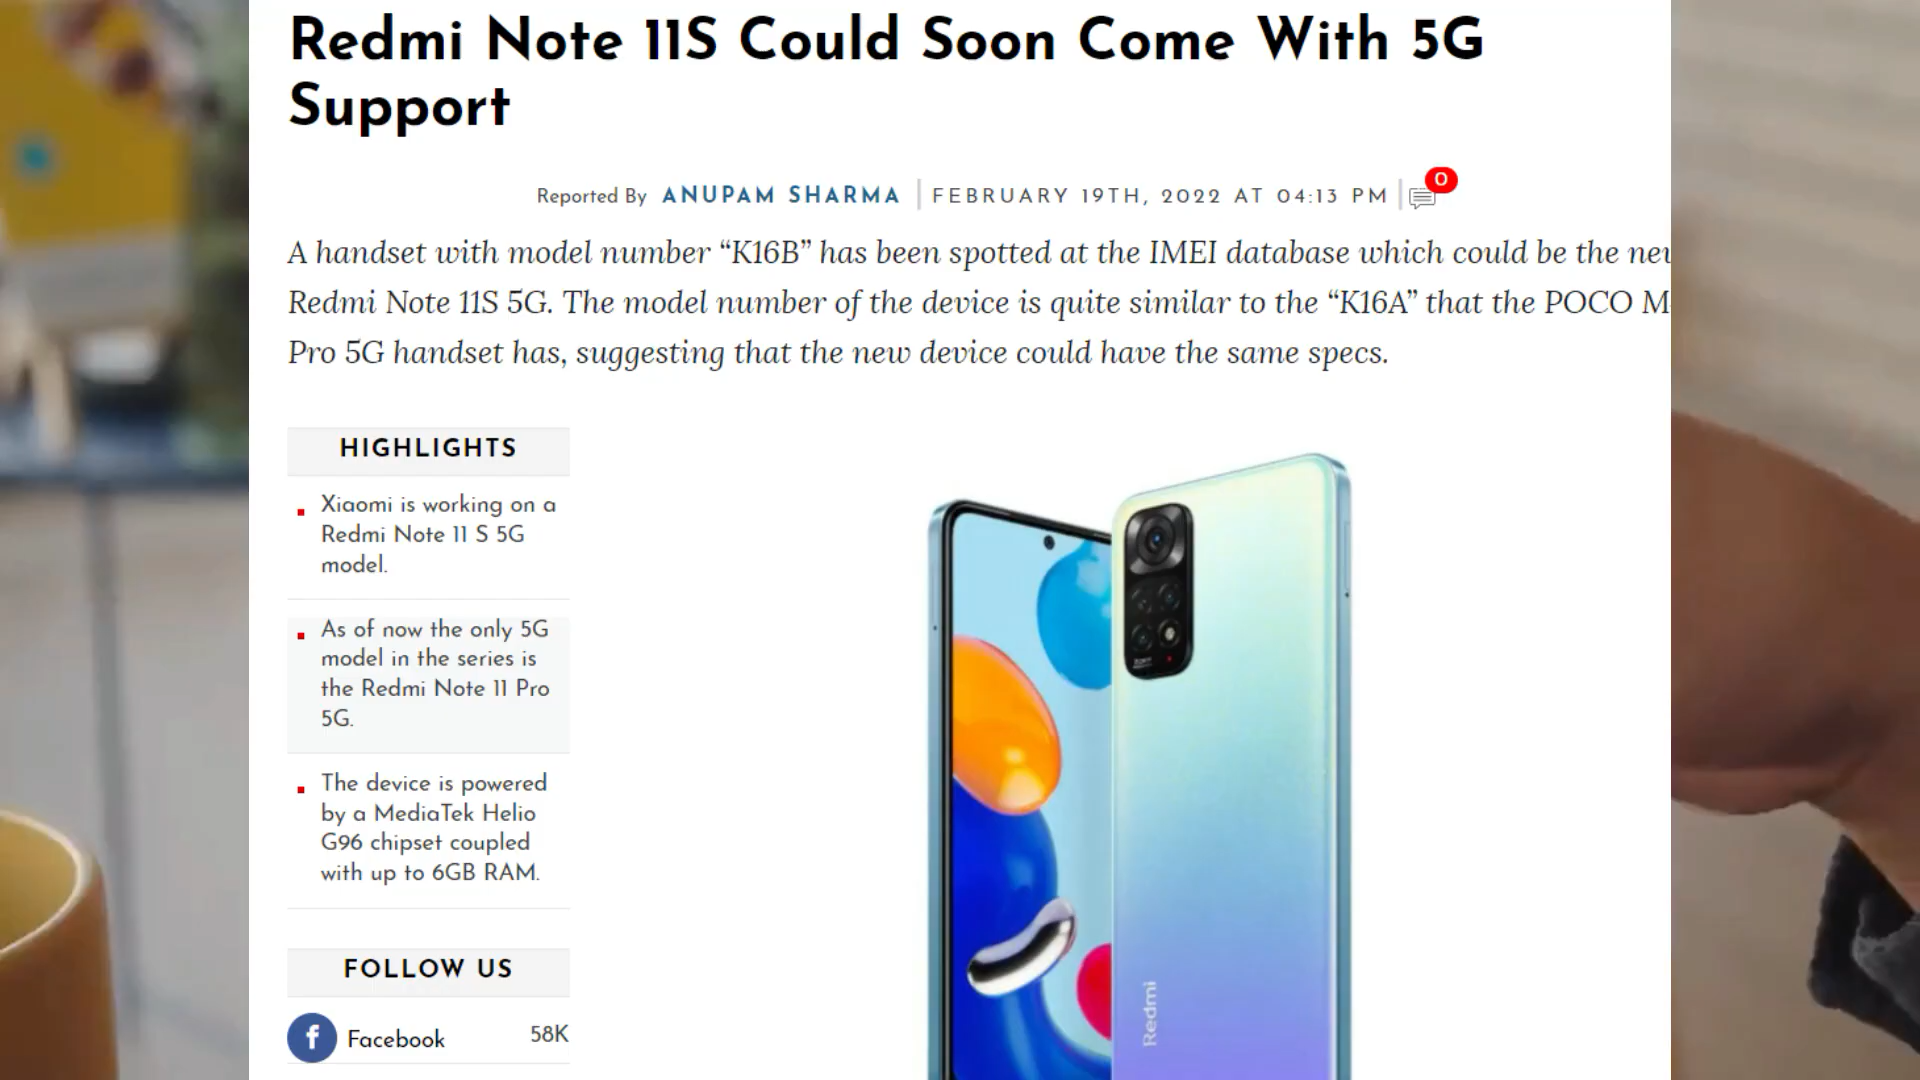 Redmi Note 11S Could Soon Come With 5G
Support
Reported By ANUPAM SHARMA FEBRUARY 19TH, 2022 AT 04:13 PM 0
A handset with model number “K16B” has been spotted at the IMEI database which could be the
Redmi Note 11S 5G. The model number of the device is quite similar to the “K16A” that the POCO
Pro 5G handset has, suggesting that the new device could have the same specs.
HIGHLIGHTS
Xiaomi is working on a
Redmi Note 11 S 5G
model.
As of now the only 5G
model in the series is
the Redmi Note 11 Pro
5G.
The device is powered
by a MediaTek Helio
G96 chipset coupled
with up to 6GB RAM.
FOLLOW US
f Facebook 58K
Redmi